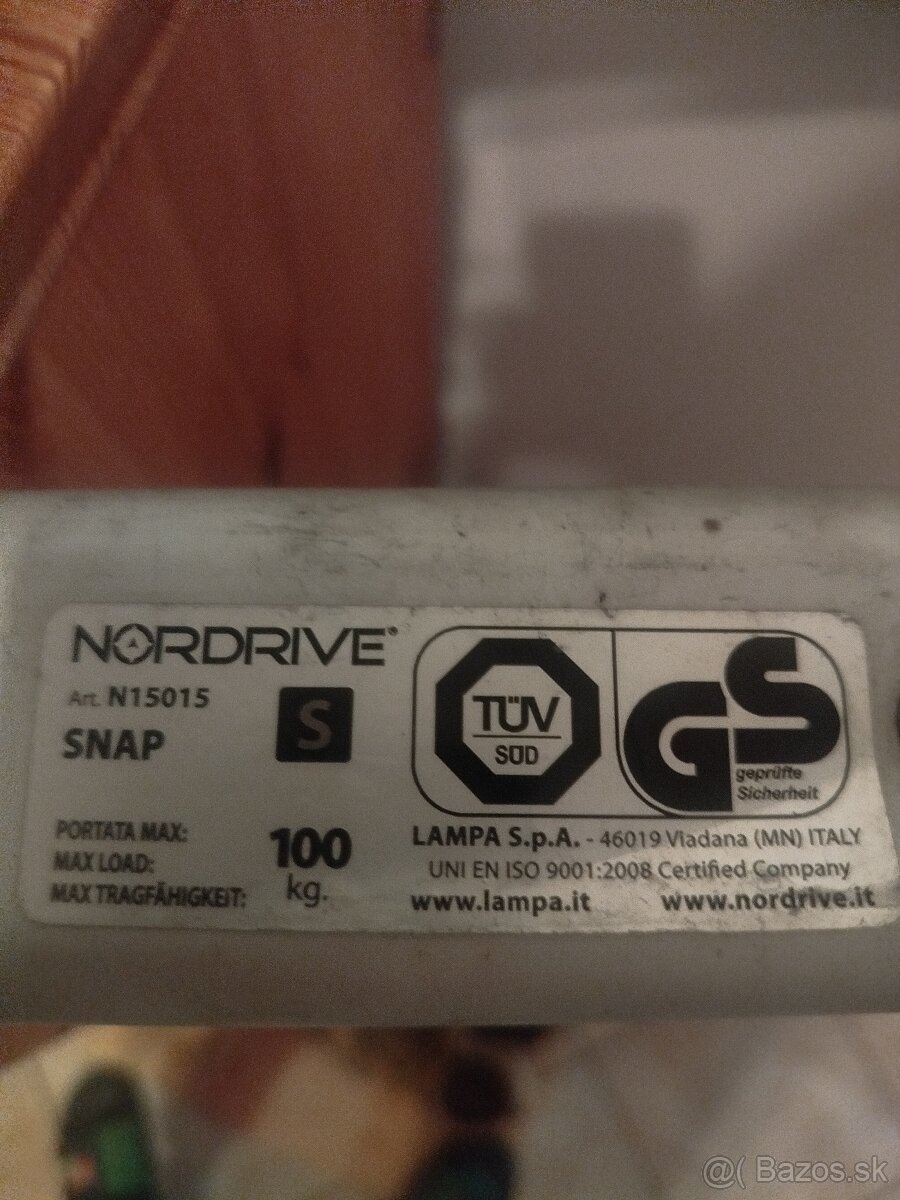 NORDRIVE®
Art. N15015
SNAP
S
PORTATA MAX:
MAX LOAD:
MAX TRAGFÄHIGKEIT:
100
kg.
TÜV
SÜD
GS
geprüfte
Sicherheit
LAMPA S.p.A. - 46019 Viadana (MN) ITALY
UNI EN ISO 9001:2008 Certified Company
www.lampa.it www.nordrive.it
@( Bazos.sk